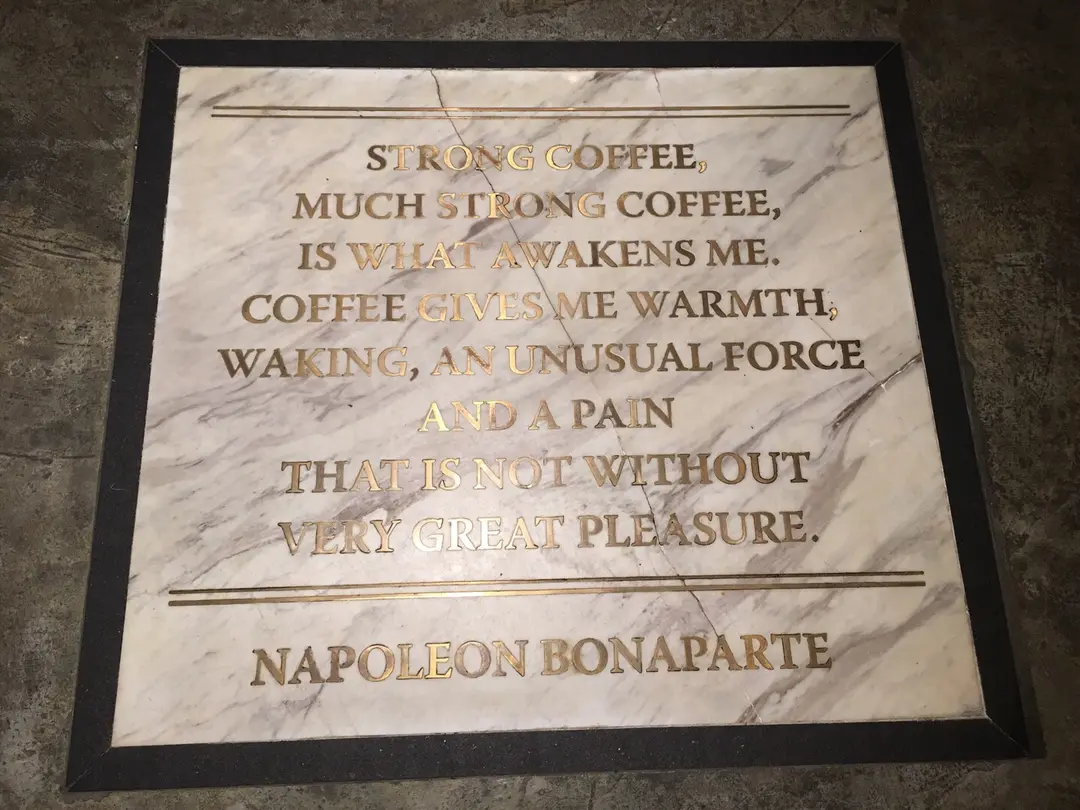 STRONG COFFEE,
MUCH STRONG COFFEE,
IS WHAT AWAKENS ME.
COFFEE GIVES ME WARMTH,
WAKING, AN UNUSUAL FORCE
AND A PAIN
THAT IS NOT WITHOUT
VERY GREAT PLEASURE.
NAPOLEON BONAPARTE